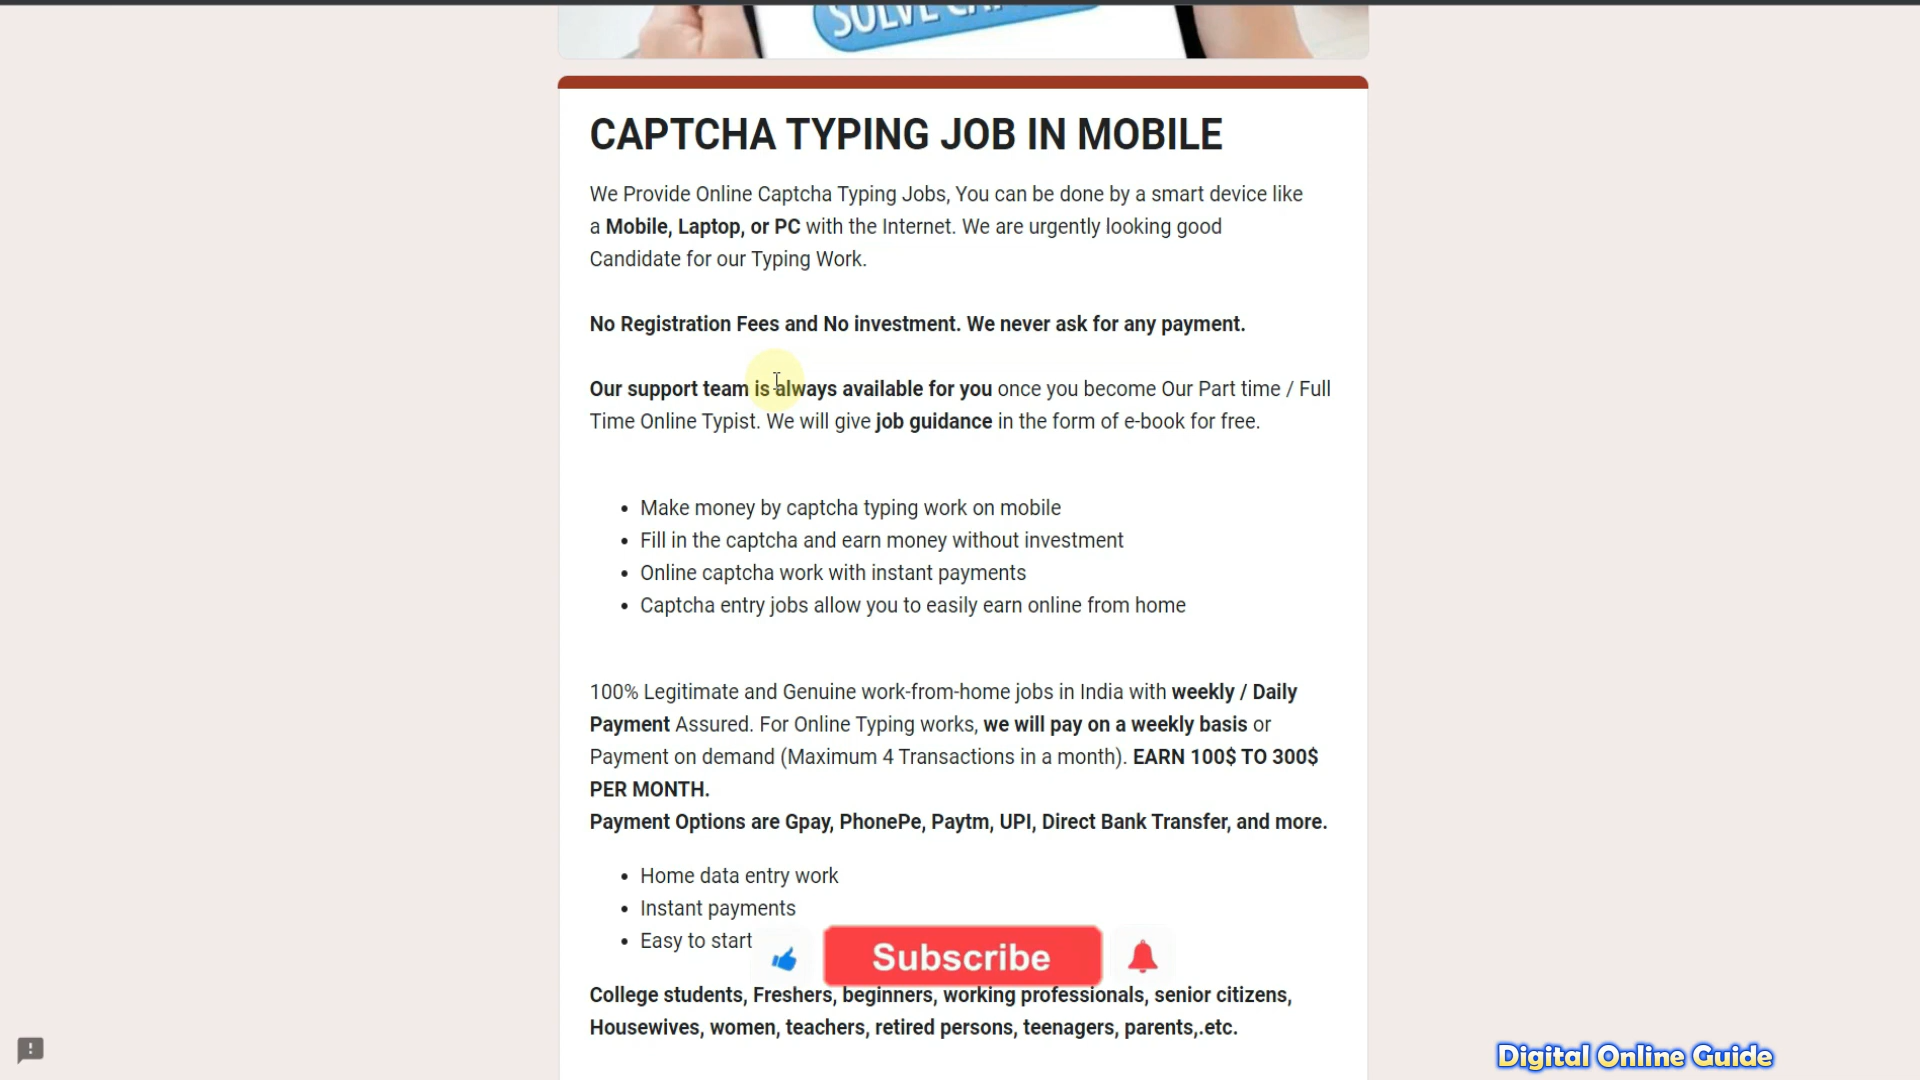 SOLVE CA
CAPTCHA TYPING JOB IN MOBILE
We Provide Online Captcha Typing Jobs, You can be done by a smart device like
a Mobile, Laptop, or PC with the Internet. We are urgently looking good
Candidate for our Typing Work.
No Registration Fees and No investment. We never ask for any payment.
Our support team is always available for you once you become Our Part time / Full
Time Online Typist. We will give job guidance in the form of e-book for free.
• Make money by captcha typing work on mobile
• Fill in the captcha and earn money without investment
• Online captcha work with instant payments
• Captcha entry jobs allow you to easily earn online from home
100% Legitimate and Genuine work-from-home jobs in India with weekly / Daily
Payment Assured. For Online Typing works, we will pay on a weekly basis or
Payment on demand (Maximum 4 Transactions in a month). EARN 100$ TO 300$
PER MONTH.
Payment Options are Gpay, PhonePe, Paytm, UPI, Direct Bank Transfer, and more.
• Home data entry work
• Instant payments
• Easy to start
Subscribe
College students, Freshers, beginners, working professionals, senior citizens,
Housewives, women, teachers, retired persons, teenagers, parents,.etc.
Digital Online Guide